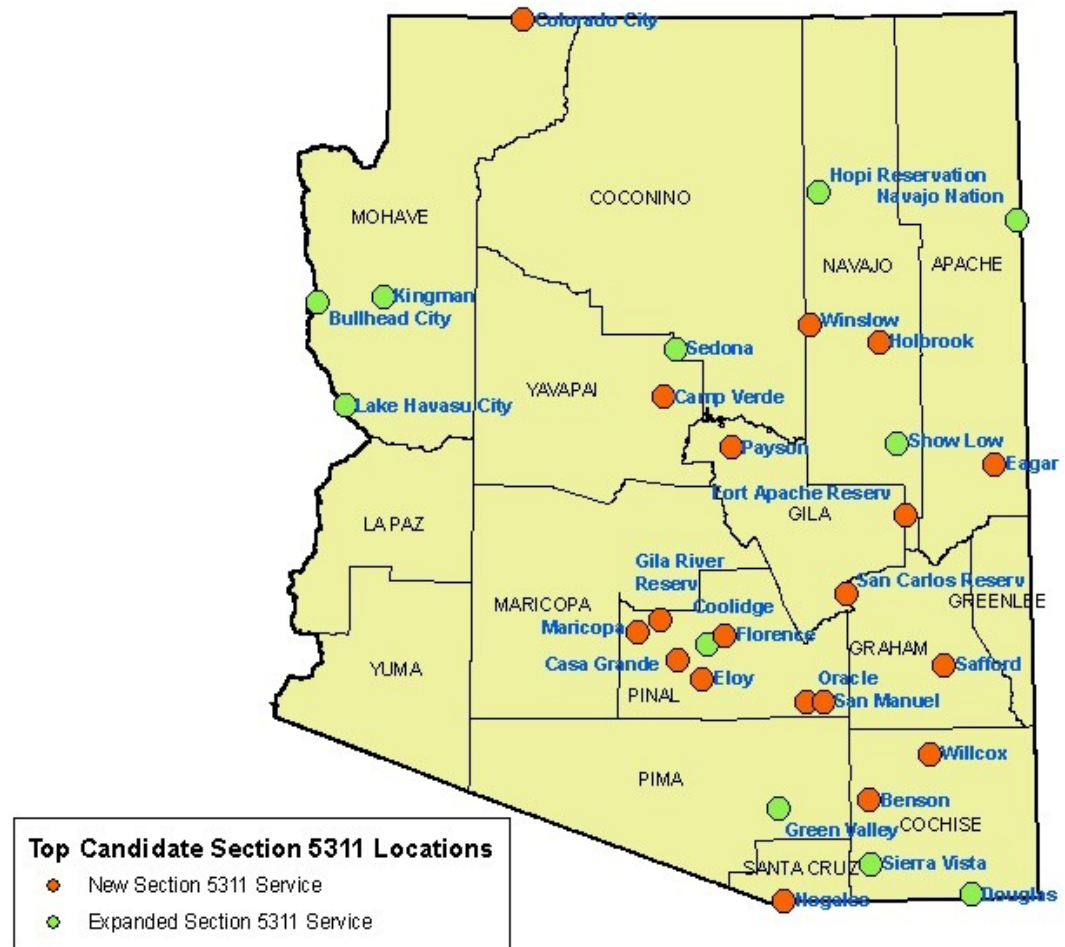 Colorado City
Hopi Reservation
Navajo Nation
COCONINO
MOHAVE
NAVAJO
APACHE
Kingman
Bullhead City
Winslow
Holbrook
Sedona
YAVAPAI
Camp Verde
Lake Havasu City
Show Low
Payson
Eagar
Fort Apache Reserv
GILA
LA PAZ
Gila River
Reserv
San Carlos Reserv
GREENLEE
MARICOPA
Coolidge
Maricopa
Florence
GRAHAM
Casa Grande
Safford
YUMA
Eloy
Oracle
PINAL
San Manuel
Willcox
PIMA
Benson
Green Valley
COCHISE
SANTA CRUZ
Sierra Vista
Nogales
Douglas
Top Candidate Section 5311 Locations
New Section 5311 Service
Expanded Section 5311 Service